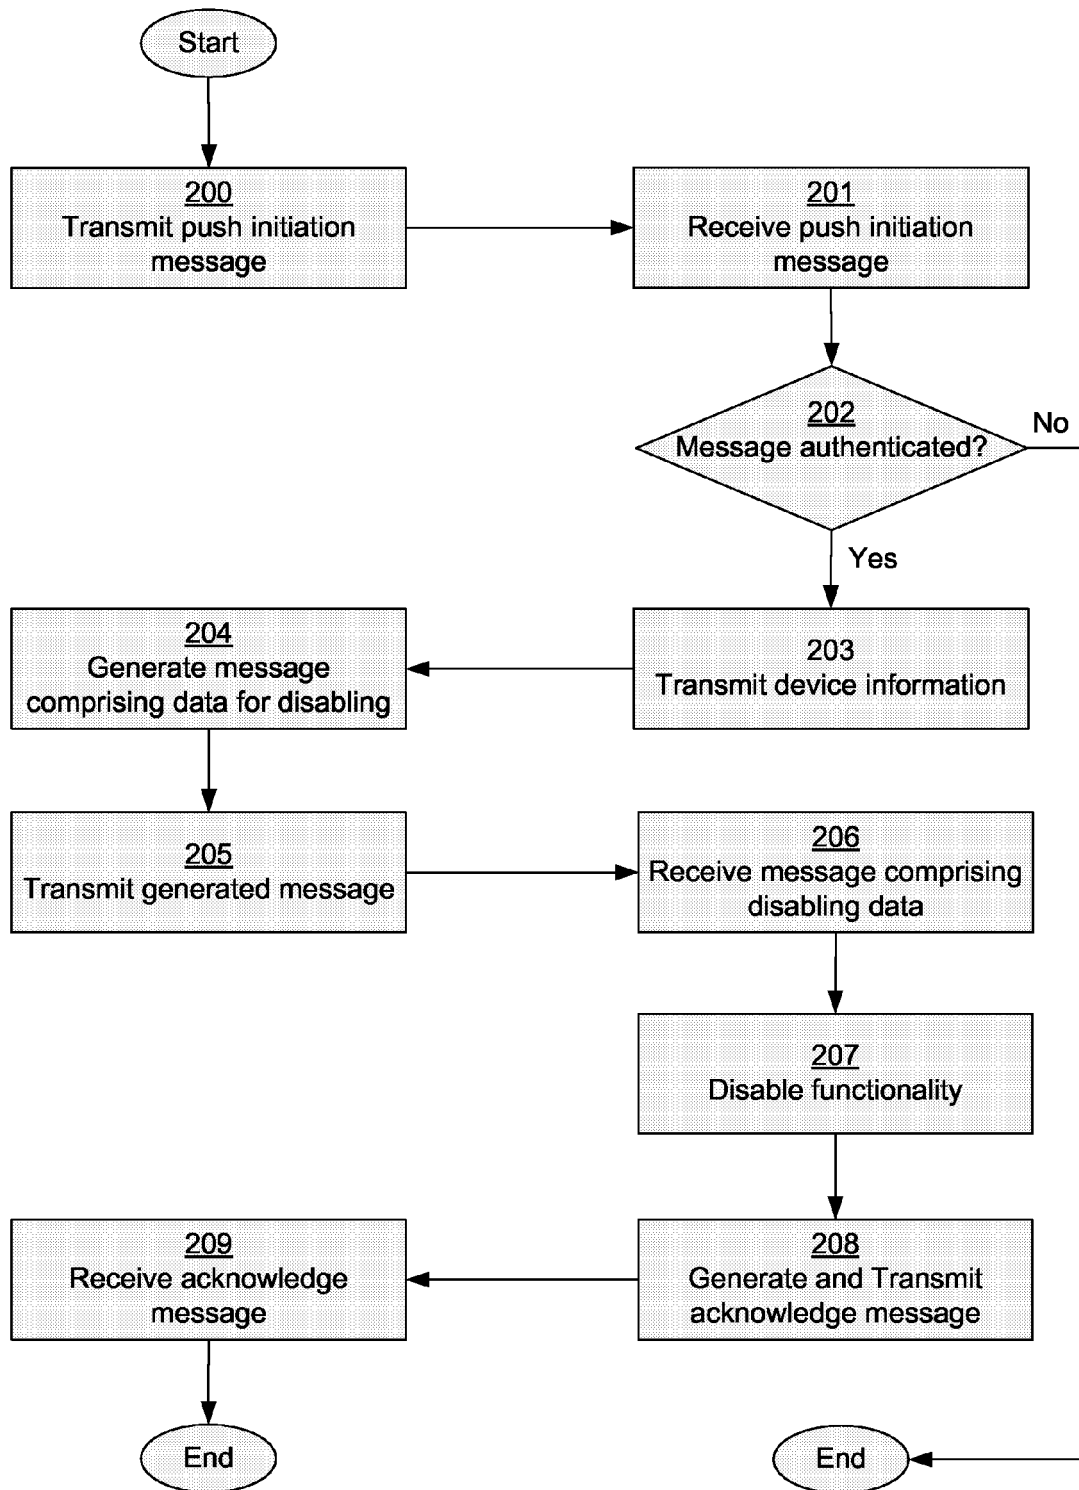 Start
200
Transmit push initiation
message
201
Receive push initiation
message
202
Message authenticated?
No
Yes
203
Transmit device information
204
Generate message
comprising data for disabling
205
Transmit generated message
206
Receive message comprising
disabling data
207
Disable functionality
208
Generate and Transmit
acknowledge message
209
Receive acknowledge
message
End
End